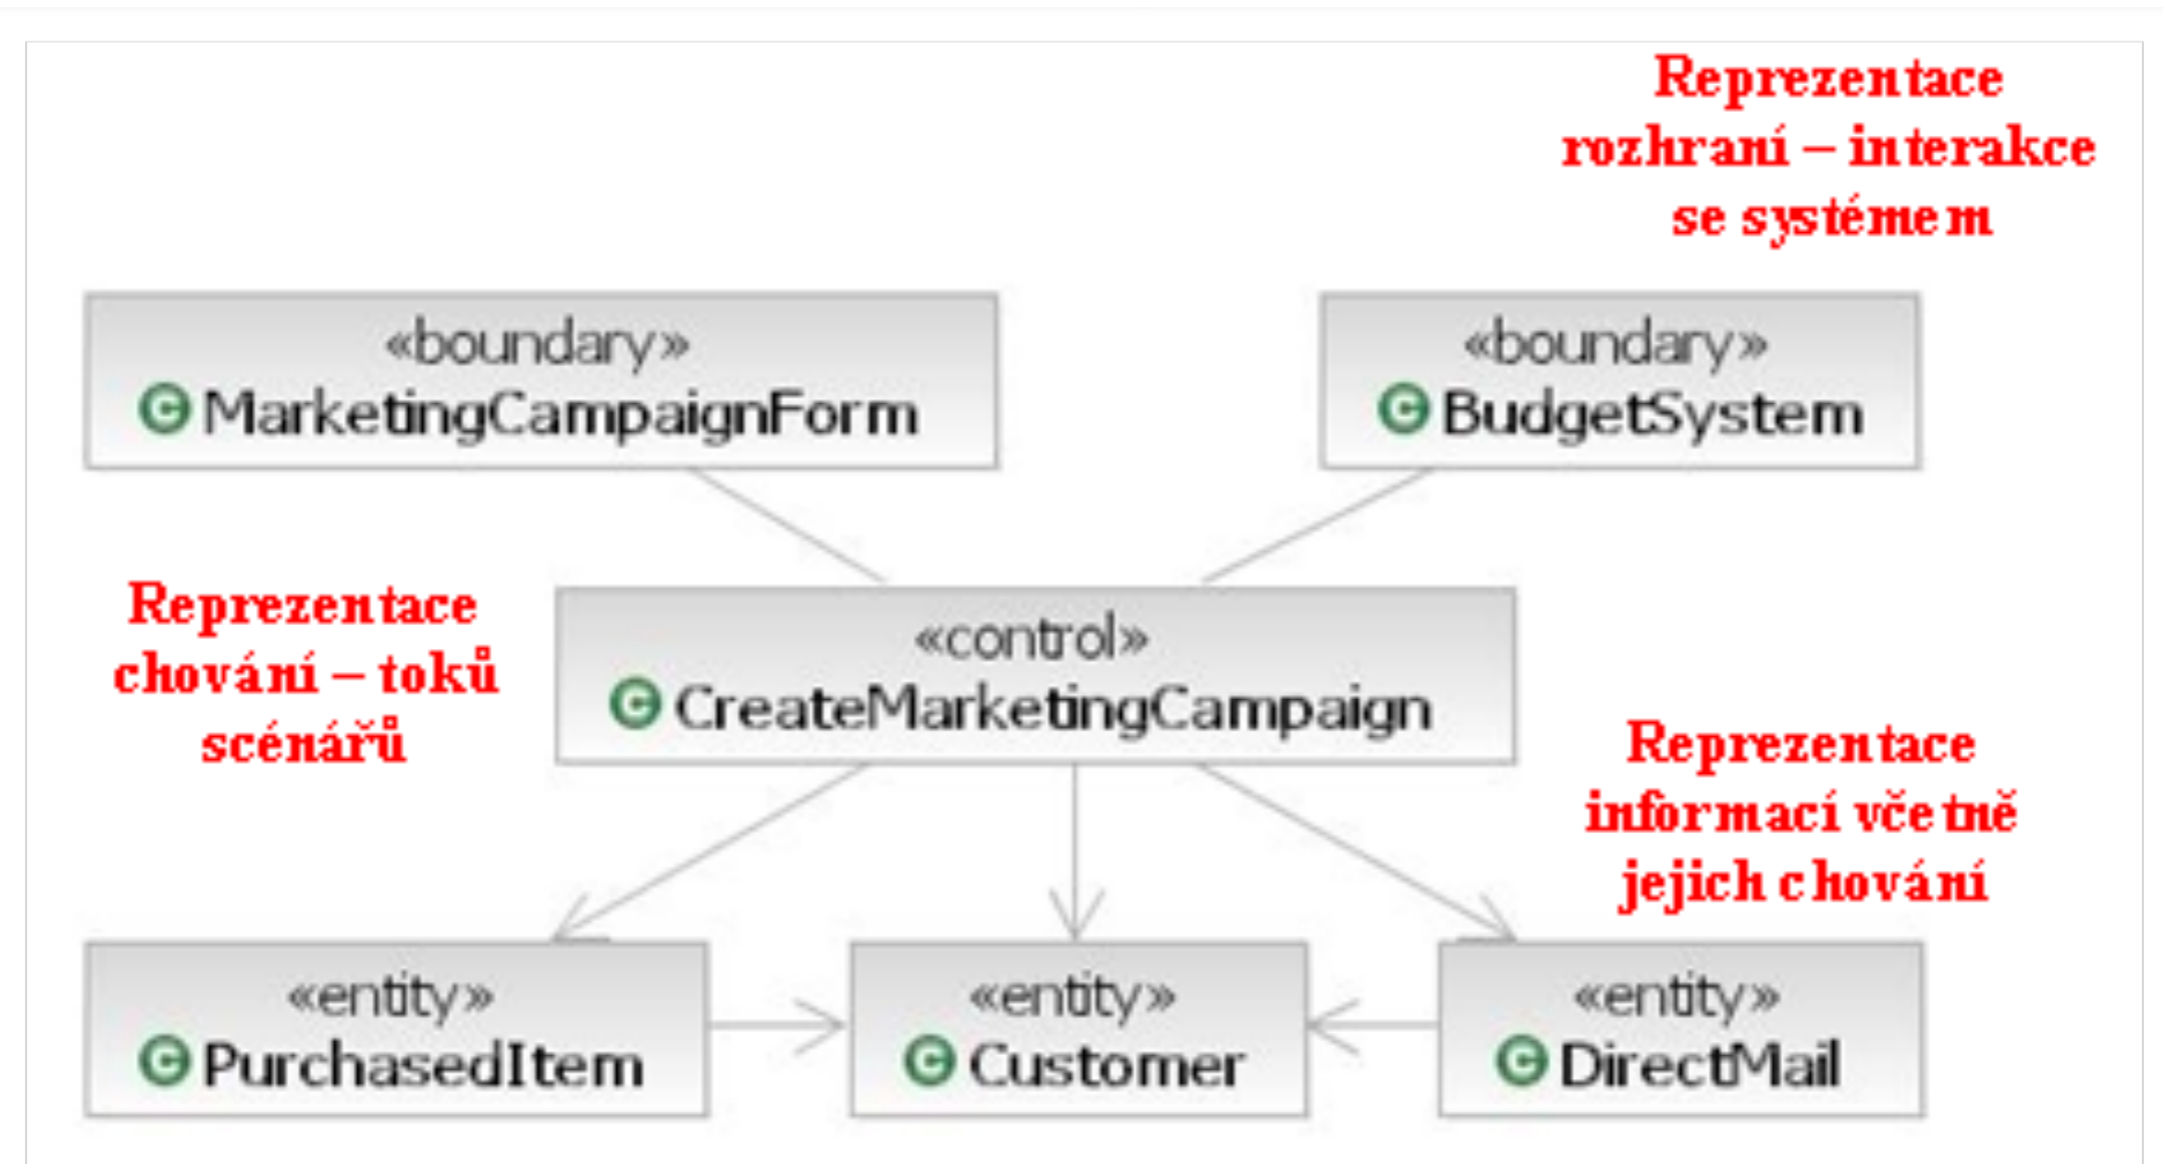 Reprezentace
rozhraní – interakce
se systémem
«boundary»
MarketingCampaignForm
«boundary»
BudgetSystem
Reprezentace
chování – toků
scénářů
«control»
CreateMarketingCampaign
Reprezentace
informací včetně
jejich chování
«entity»
PurchasedItem
«entity»
Customer
«entity»
DirectMail